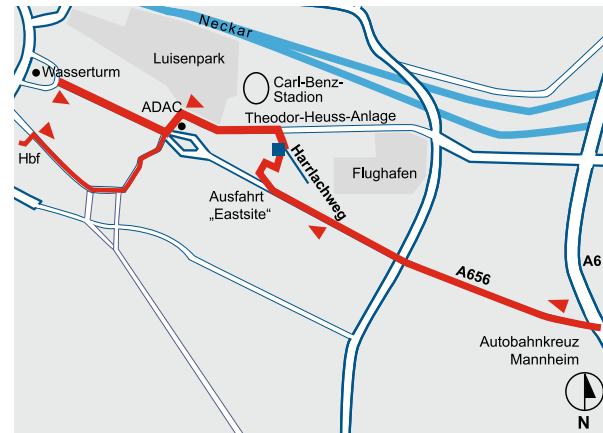 Neckar
Luisenpark
Wasserturm
Carl-Benz-
Stadion
ADAC
Theodor-Heuss-Anlage
Hbf
Harrlachweg
Flughafen
Ausfahrt
„Eastsite“
A656
A6
Autobahnkreuz
Mannheim
N